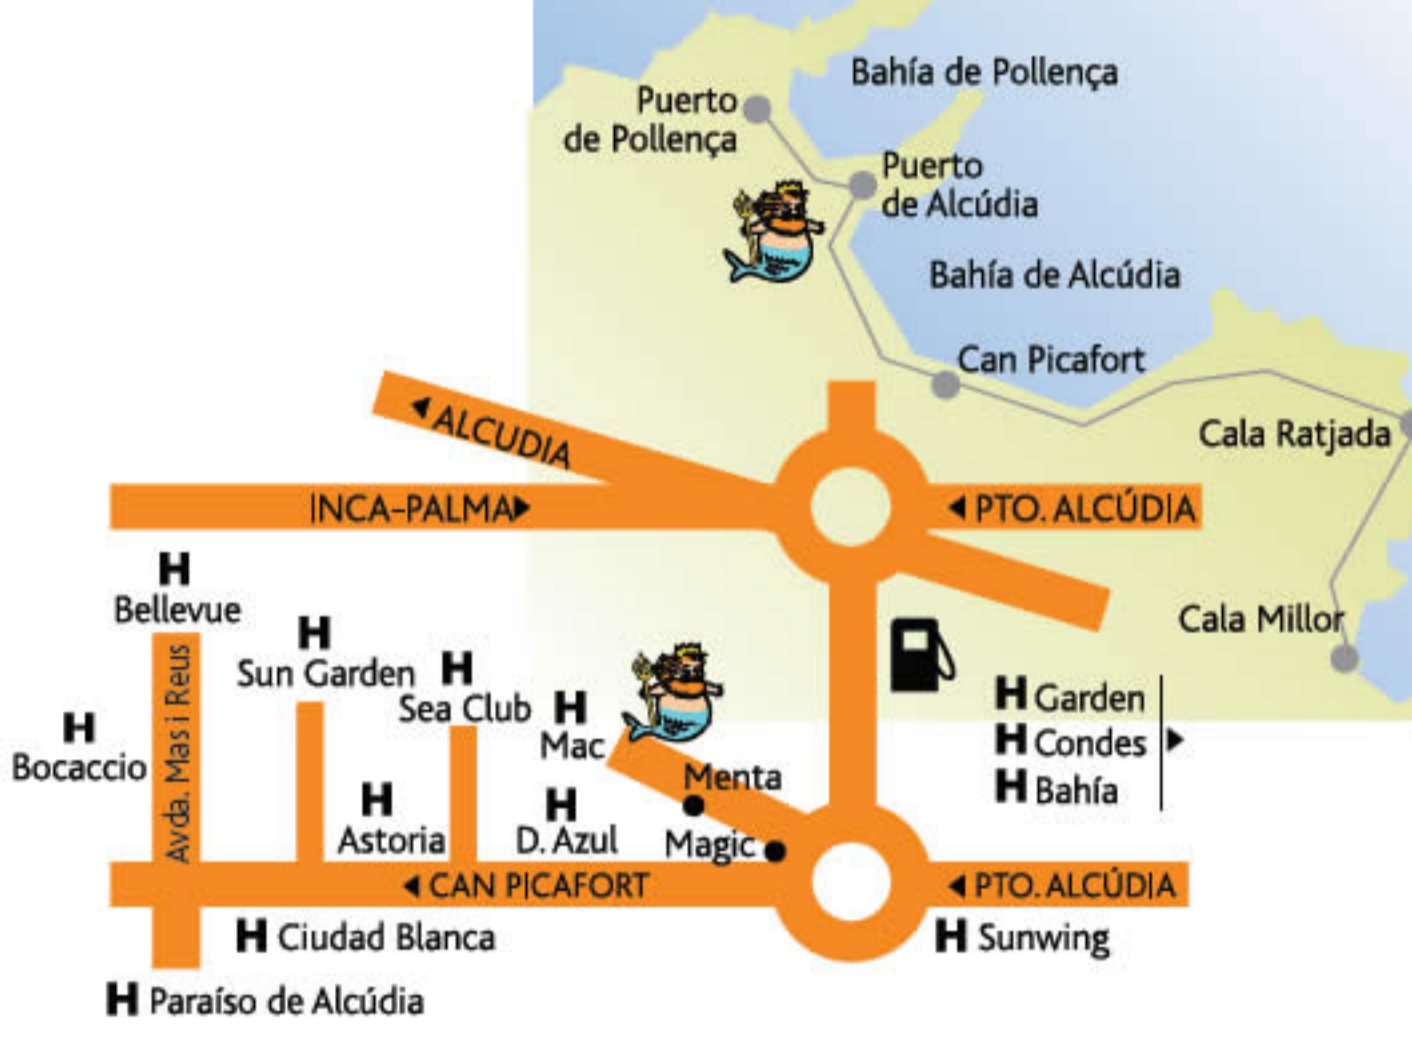 Bahía de Pollença
Puerto
de Pollença
Puerto
de Alcúdia
Bahía de Alcúdia
Can Picafort
Cala Ratjada
ALCUDIA
INCA-PALMA
PTO. ALCÚDIA
Cala Millor
H
Bellevue
H
Sun Garden
H
Sea Club
H
Mac
H
Bocaccio
Avda. Mas i Reus
Menta
H Garden
H Condes
H Bahía
H
Astoria
H
D. Azul
Magic
CAN PICAFORT
PTO. ALCÚDIA
H Ciudad Blanca
H Sunwing
H Paraíso de Alcúdia